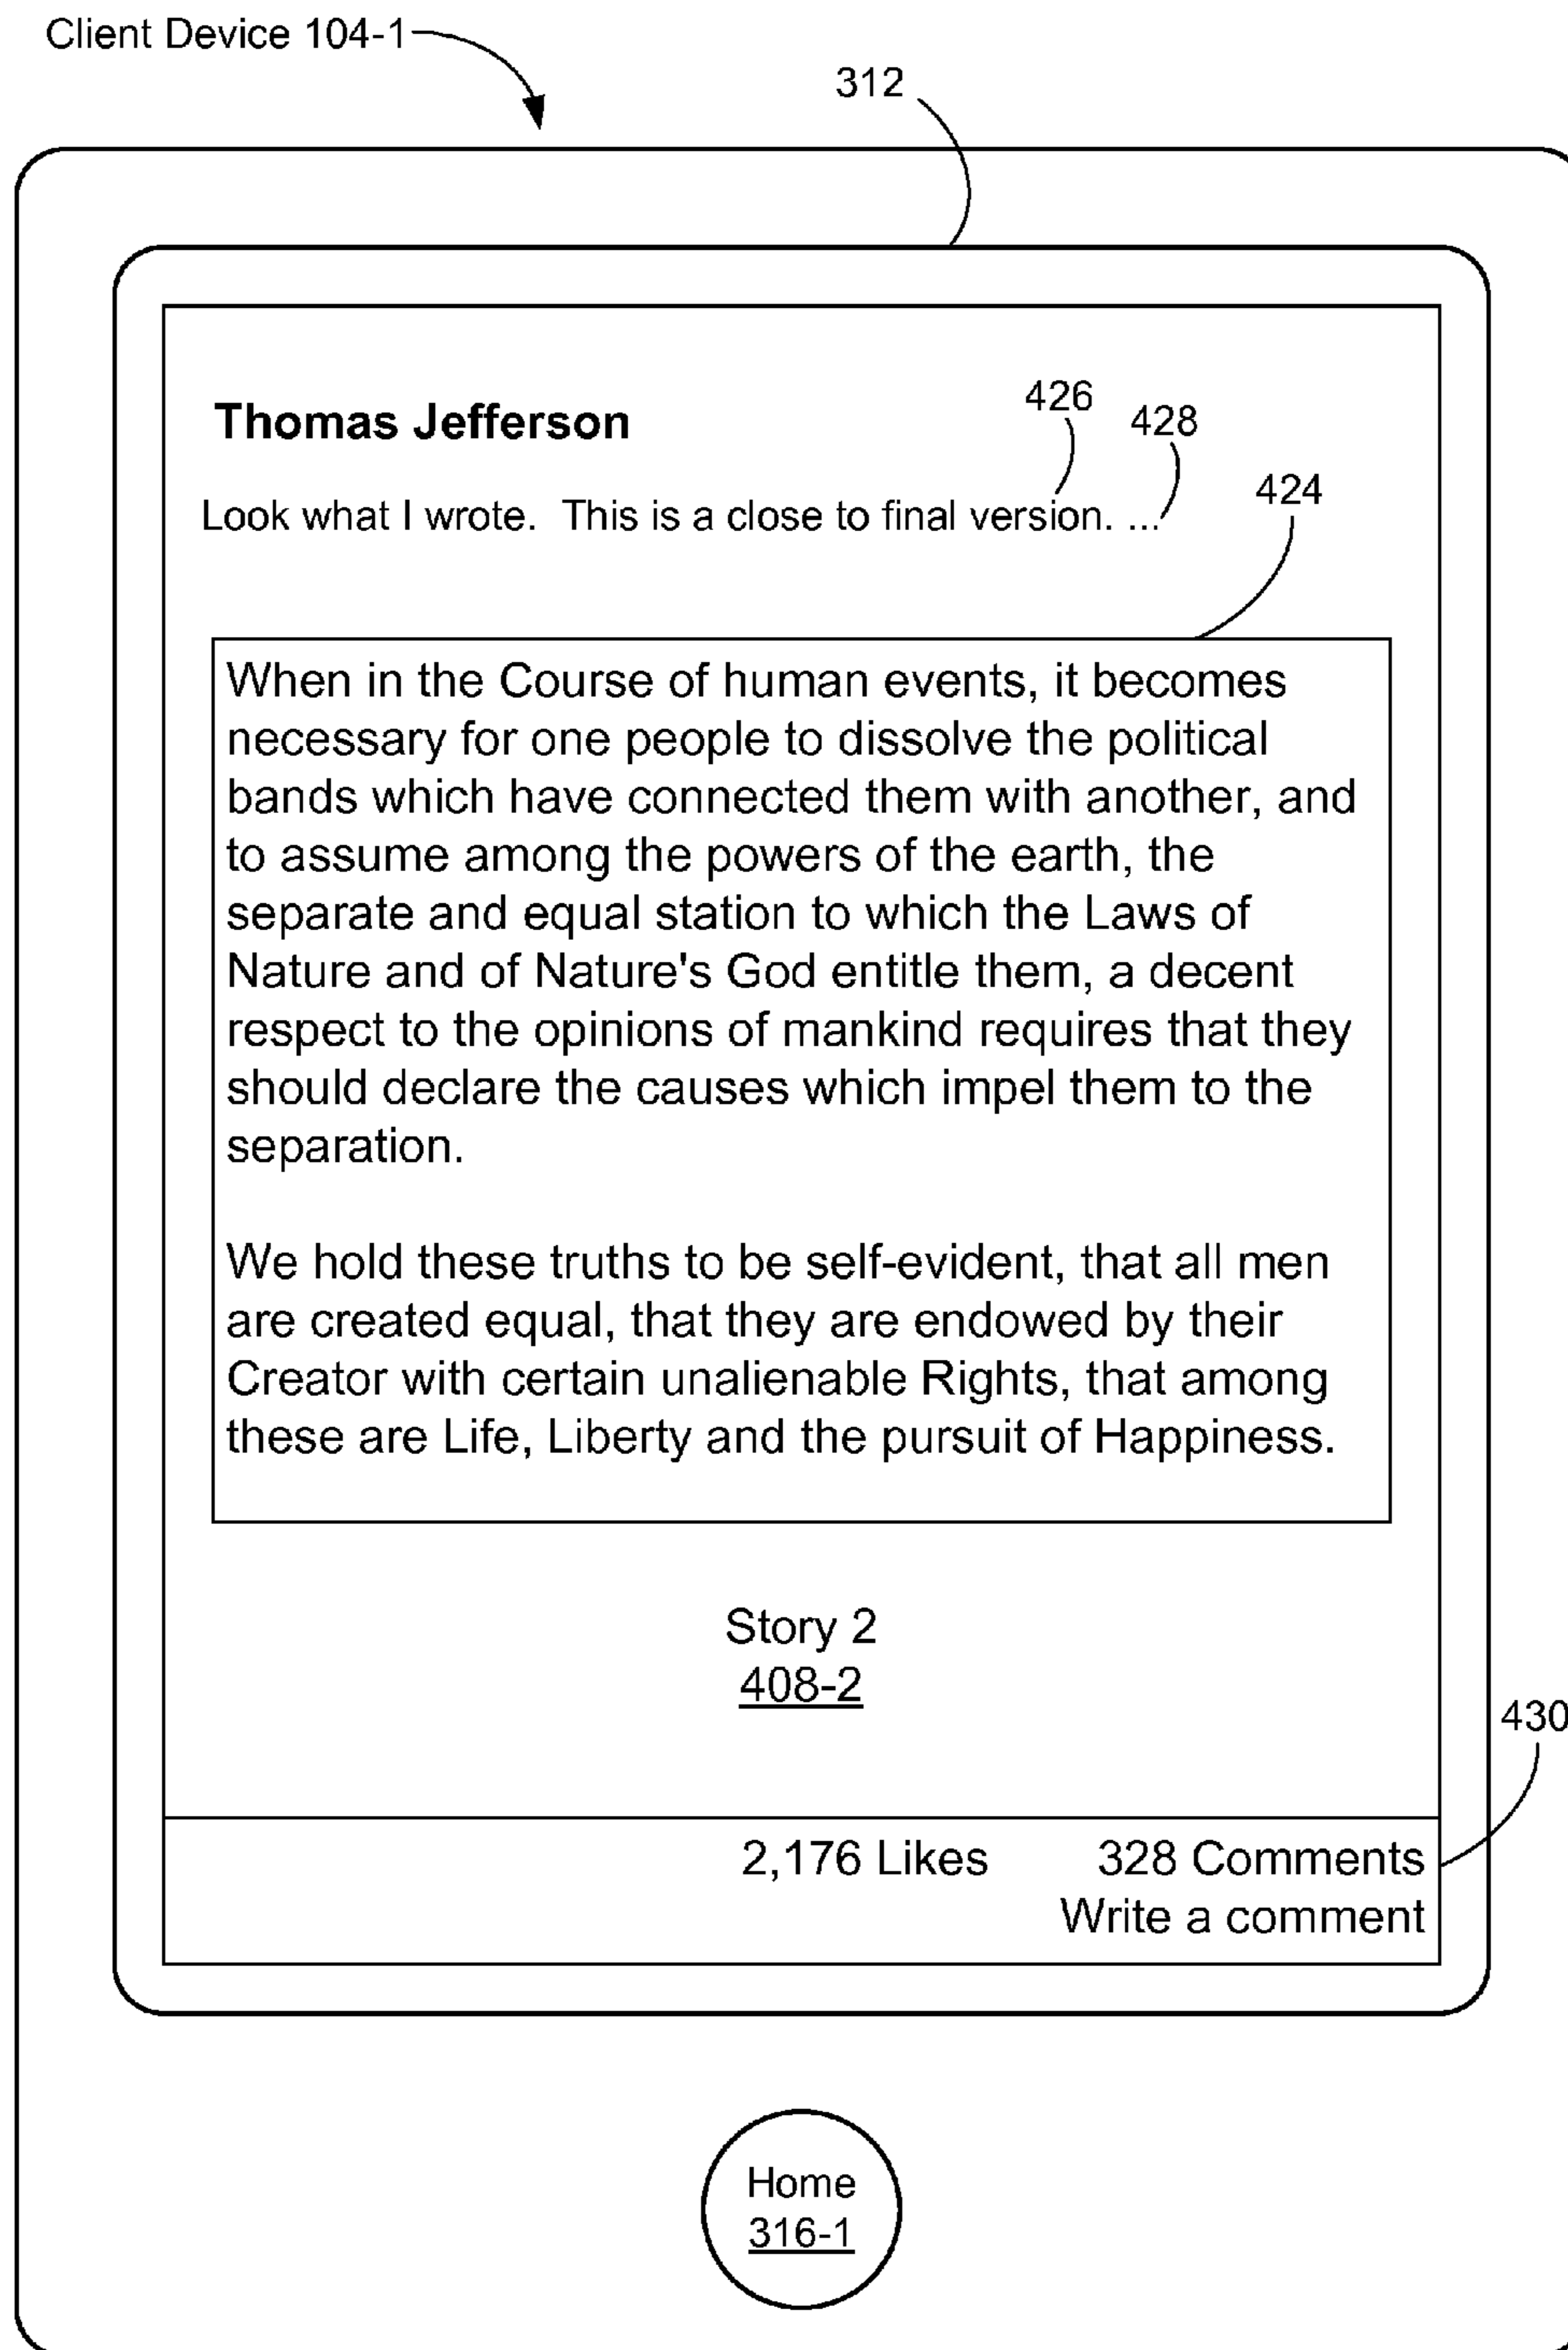 Client Device 104-1
312
Thomas Jefferson
426
428
424
Look what I wrote.  This is a close to final version. ...
When in the Course of human events, it becomes
necessary for one people to dissolve the political
bands which have connected them with another, and
to assume among the powers of the earth, the
separate and equal station to which the Laws of
Nature and of Nature's God entitle them, a decent
respect to the opinions of mankind requires that they
should declare the causes which impel them to the
separation.
We hold these truths to be self-evident, that all men
are created equal, that they are endowed by their
Creator with certain unalienable Rights, that among
these are Life, Liberty and the pursuit of Happiness.
Story 2
408-2
430
2,176 Likes 328 Comments
Write a comment
Home
316-1